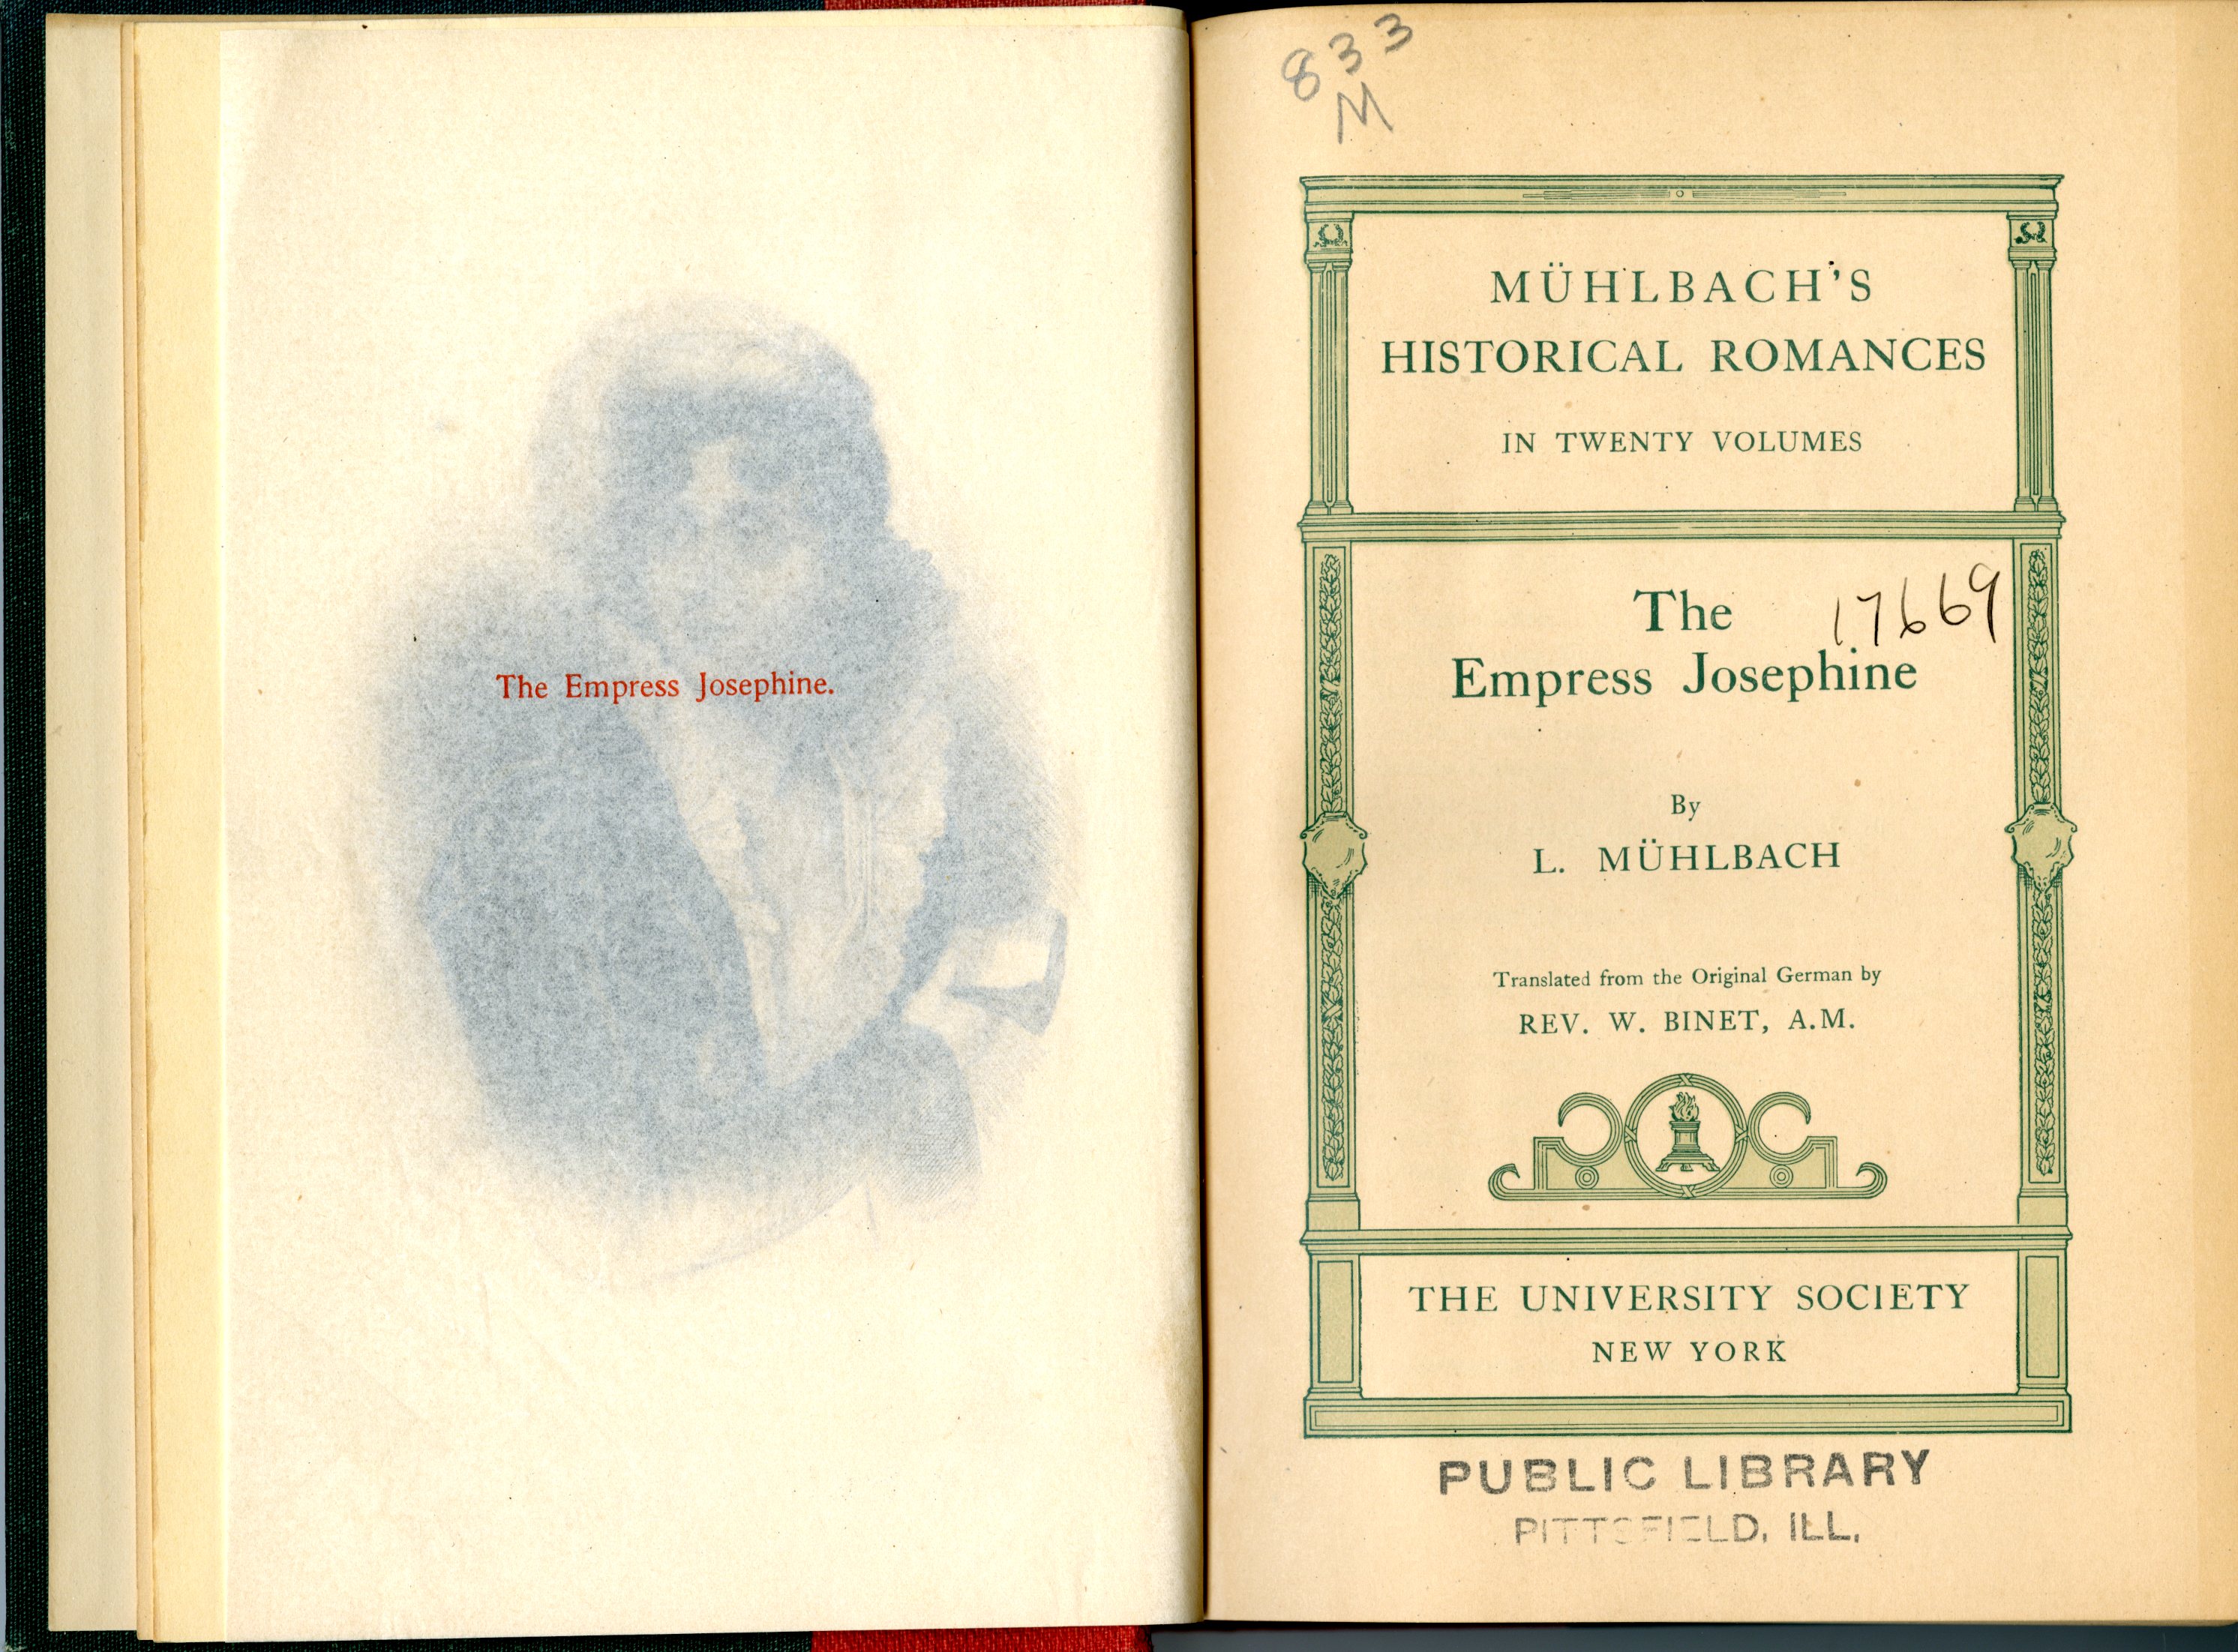 The Empress Josephine.
833
M
MÜHLBACH'S
HISTORICAL ROMANCES
IN TWENTY VOLUMES
The
17669
Empress Josephine
By
L. MÜHLBACH
Translated from the Original German by
REV. W. BINET, A.M.
THE UNIVERSITY SOCIETY
NEW YORK
PUBLIC LIBRARY
PITTSFIELD, ILL.